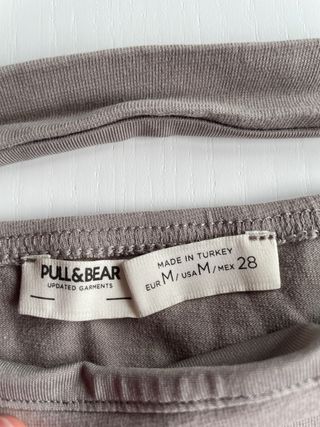 PULL&BEAR
UPDATED GARMENTS
MADE IN TURKEY
EUR M / USA M / MEX 28